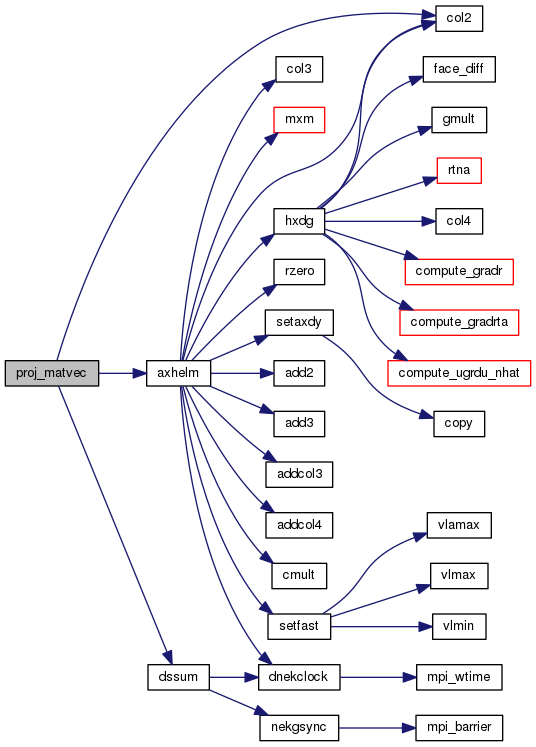 col2
col3
face_diff
mxm
gmult
rtna
hxdg
col4
rzero
compute_gradr
setaxdy
compute_gradrta
proj_matvec
axhelm
add2
compute_ugrdu_nhat
add3
copy
addcol3
addcol4
vlamax
cmult
vlmax
setfast
vlmin
dssum
dnekclock
mpi_wtime
nekgsync
mpi_barrier